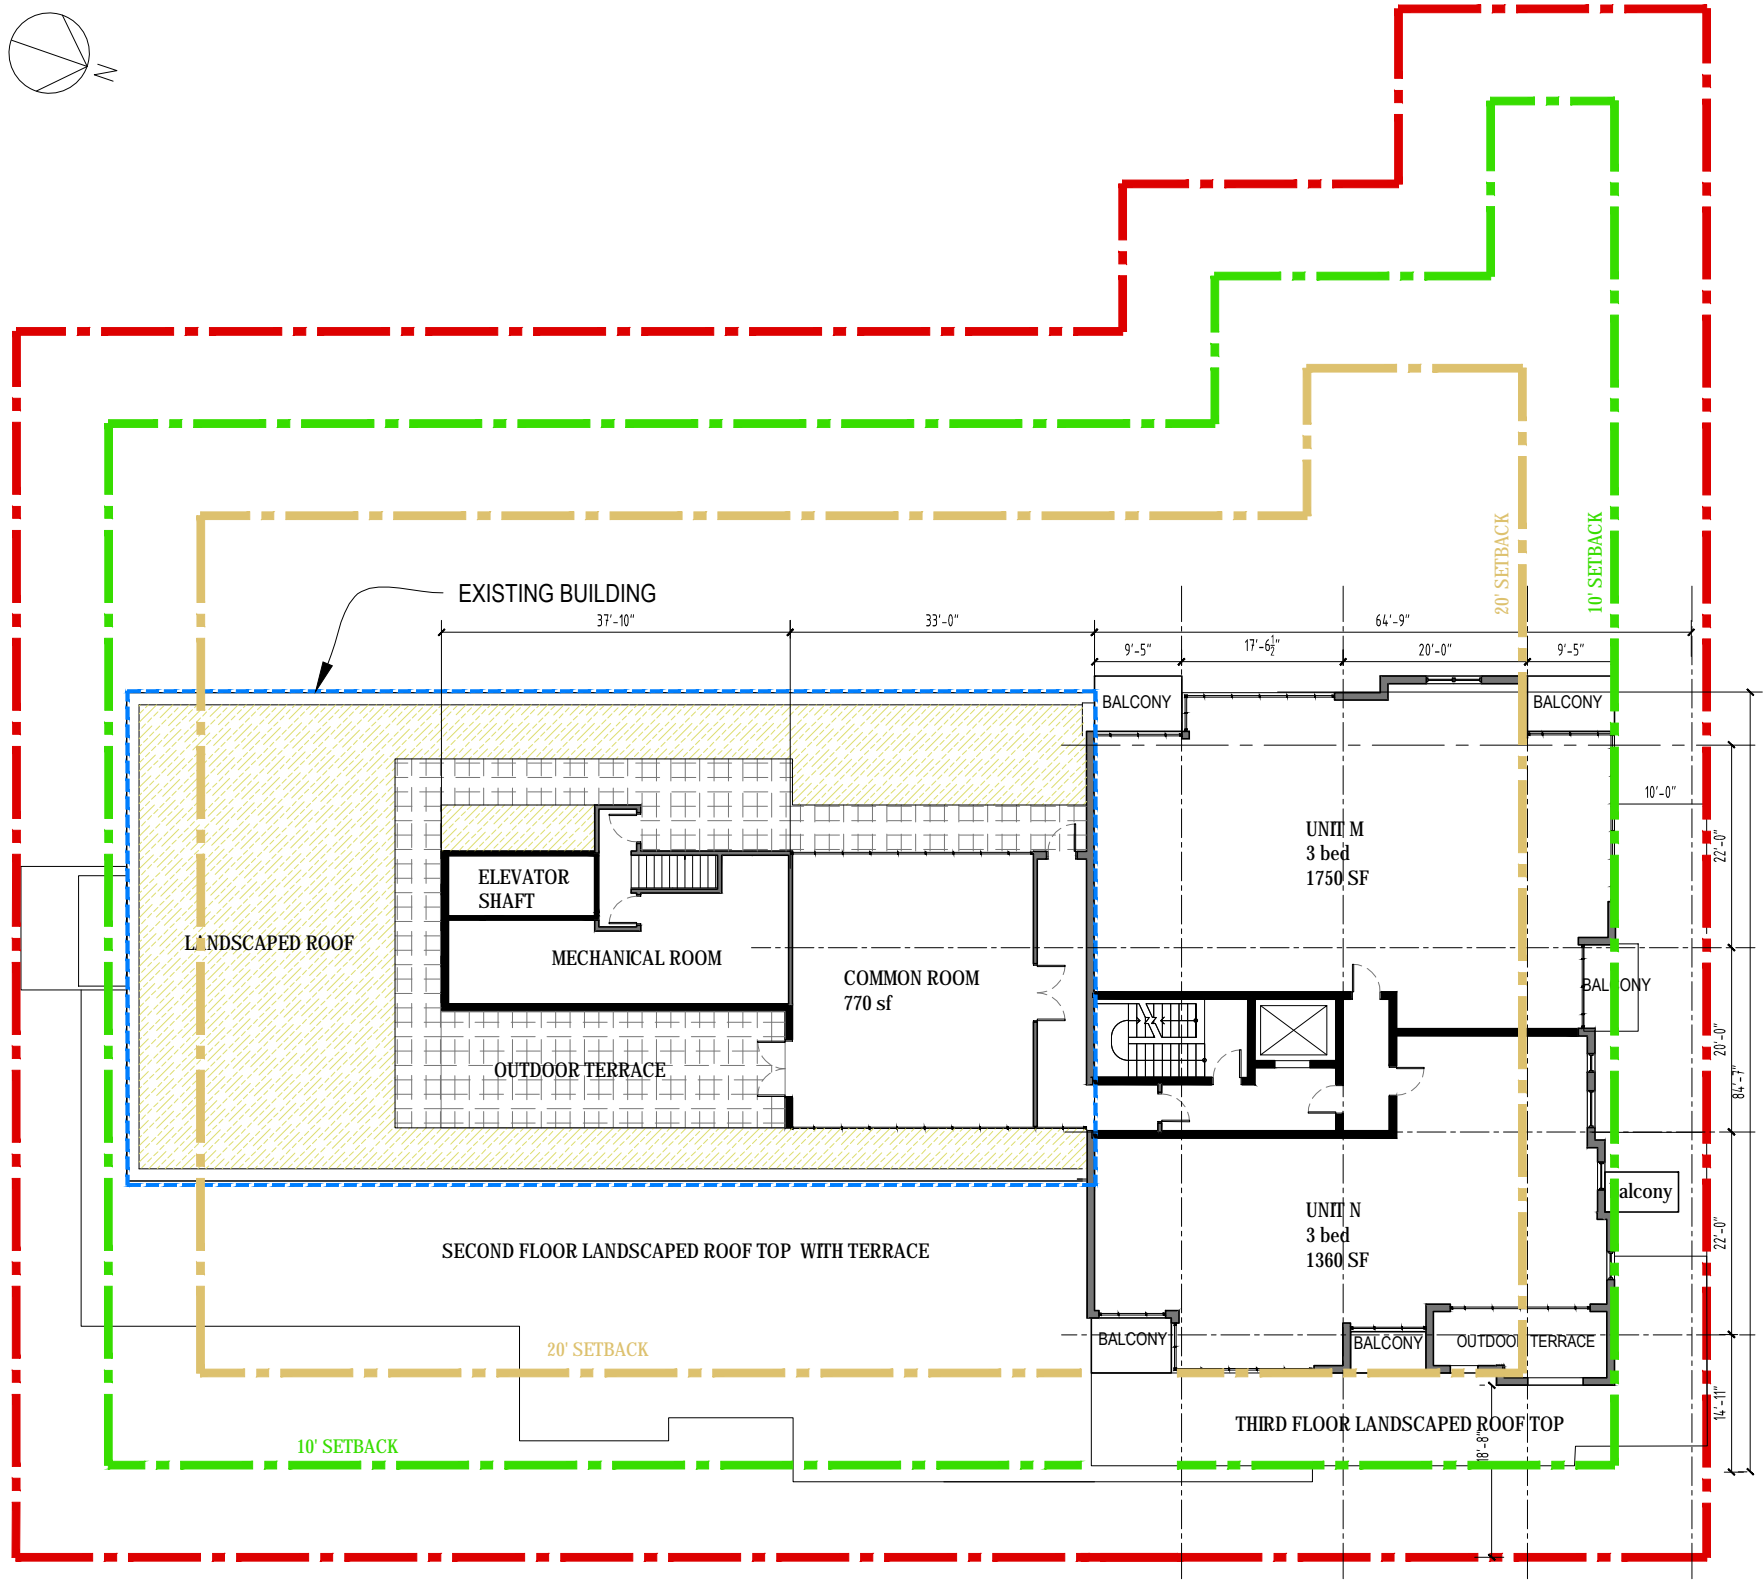 N
20' SETBACK
10' SETBACK
EXISTING BUILDING
37'-10"
33'-0"
64'-9"
9'-5"
17'-6½"
20'-0"
9'-5"
BALCONY
BALCONY
10'-0"
UNIT M
3 bed
1750 SF
22'-0"
ELEVATOR
SHAFT
LANDSCAPED ROOF
MECHANICAL ROOM
COMMON ROOM
770 sf
BALCONY
20'-0"
84'-7"
OUTDOOR TERRACE
alcony
UNIT N
3 bed
1360 SF
22'-0"
SECOND FLOOR LANDSCAPED ROOF TOP WITH TERRACE
BALCONY
BALCONY
OUTDOOR TERRACE
20' SETBACK
14'-11"
THIRD FLOOR LANDSCAPED ROOF TOP
18'-8"
10' SETBACK